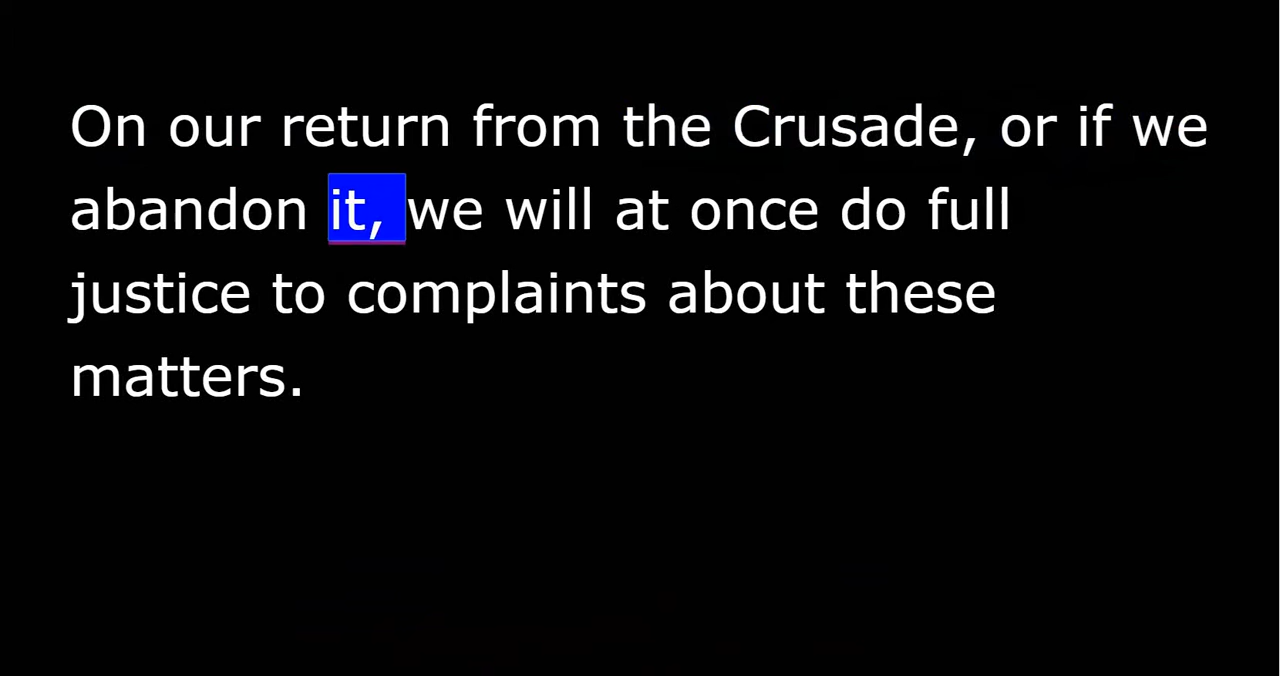 On our return from the Crusade, or if we
abandon it, we will at once do full
justice to complaints about these
matters.